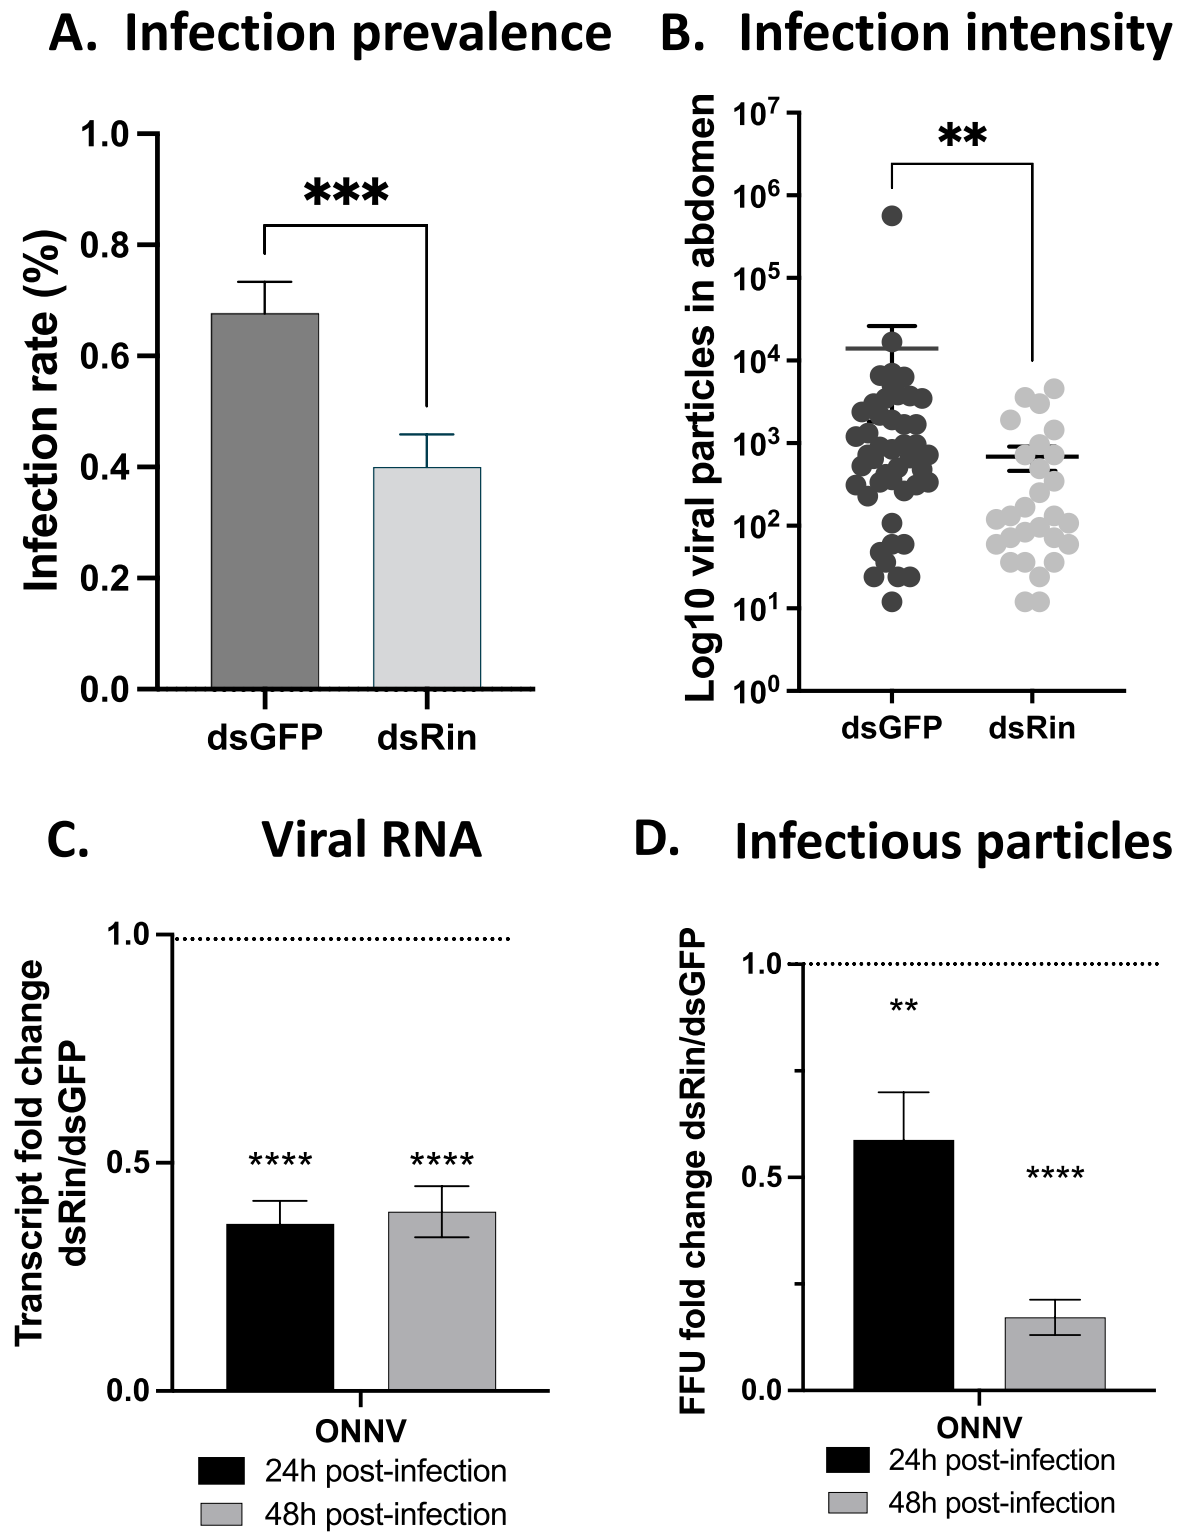 A. Infection prevalence
Infection rate (%)
1.0
0.8
0.6
0.4
0.2
0.0
***
dsGFP dsRin
B. Infection intensity
Log10 viral particles in abdomen
10⁷
10⁶
10⁵
10⁴
10³
10²
10¹
10⁰
**
dsGFP dsRin
C. Viral RNA
Transcript fold change
dsRin/dsGFP
1.0
0.5
0.0
**** ****
ONNV
24h post-infection
48h post-infection
D. Infectious particles
FFU fold change dsRin/dsGFP
1.0
0.5
0.0
**
****
ONNV
24h post-infection
48h post-infection